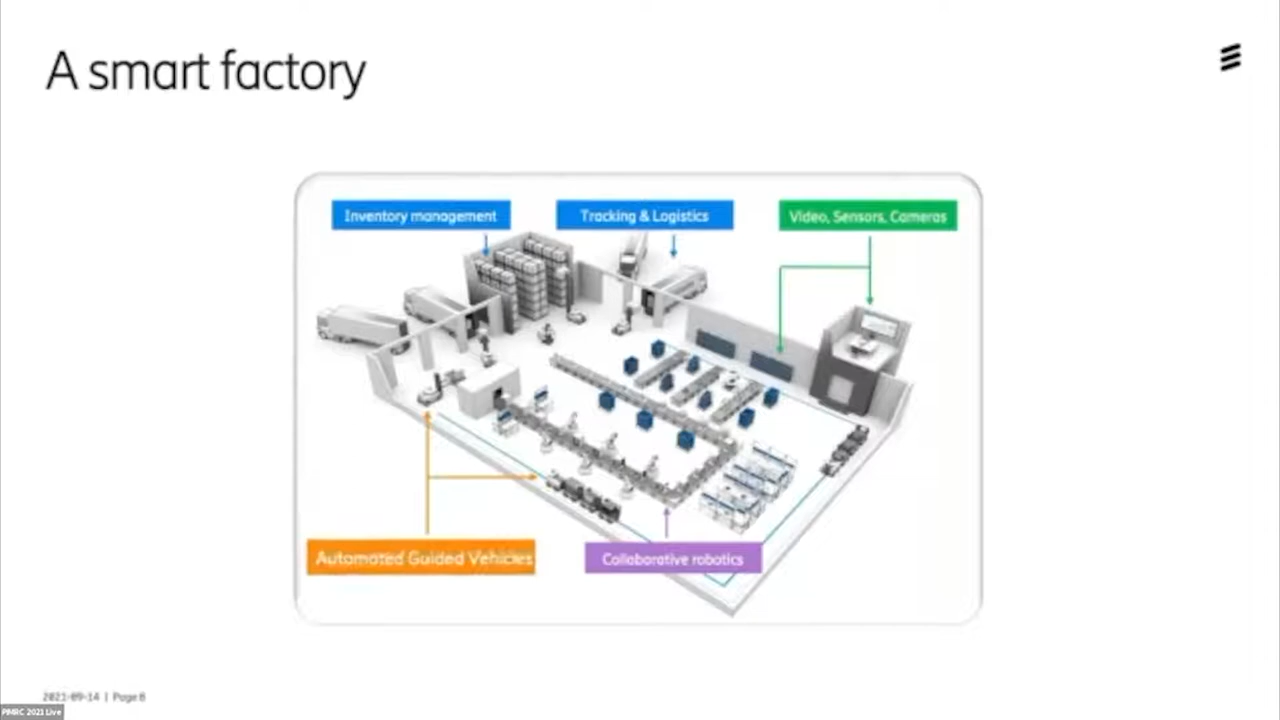 A smart factory
Inventory management
Tracking & Logistics
Video, Sensors, Cameras
Automated Guided Vehicles
Collaborative robotics
2021-09-14 | Page 6
PIMRC 2021 Live